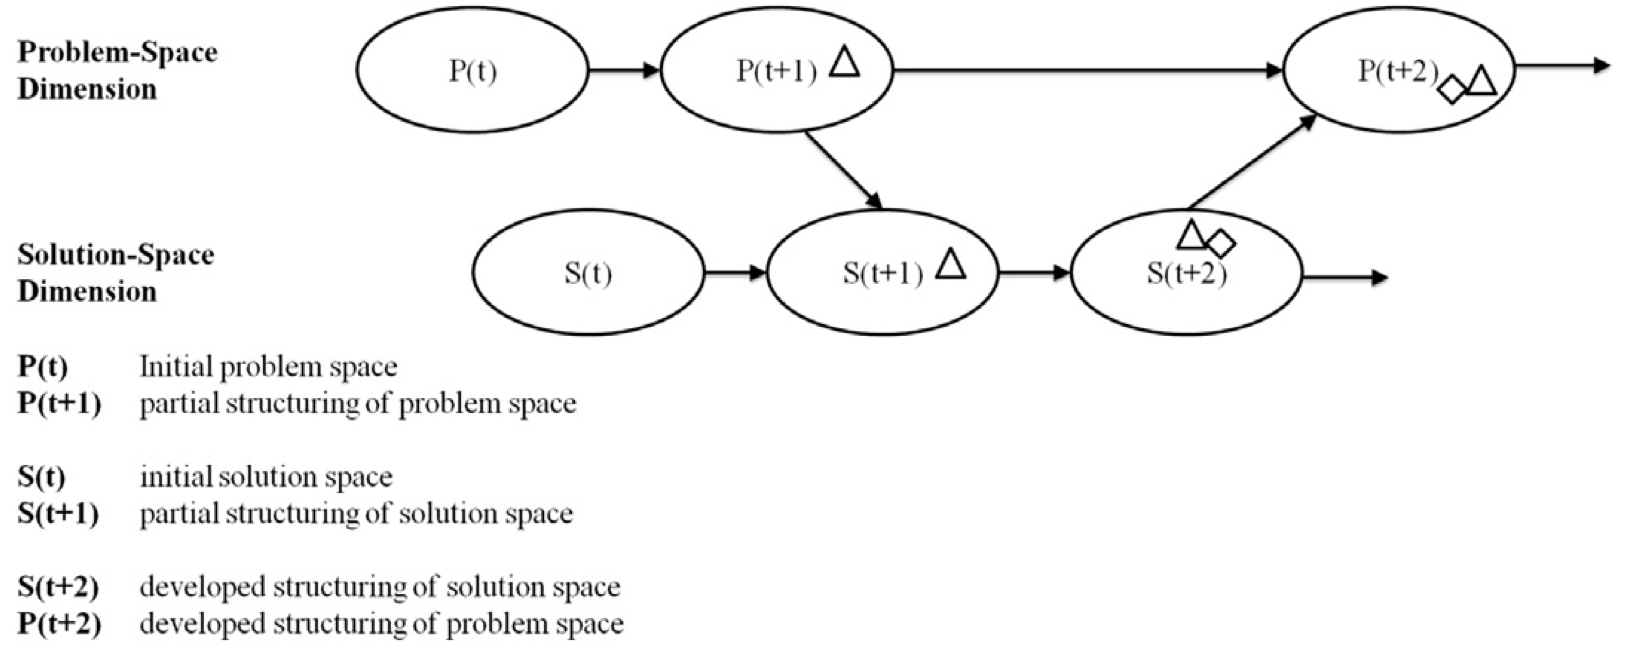 Problem-Space
Dimension
P(t)
P(t+1)
P(t+2)
Solution-Space
Dimension
S(t)
S(t+1)
S(t+2)
P(t) Initial problem space
P(t+1) partial structuring of problem space
S(t) initial solution space
S(t+1) partial structuring of solution space
S(t+2) developed structuring of solution space
P(t+2) developed structuring of problem space